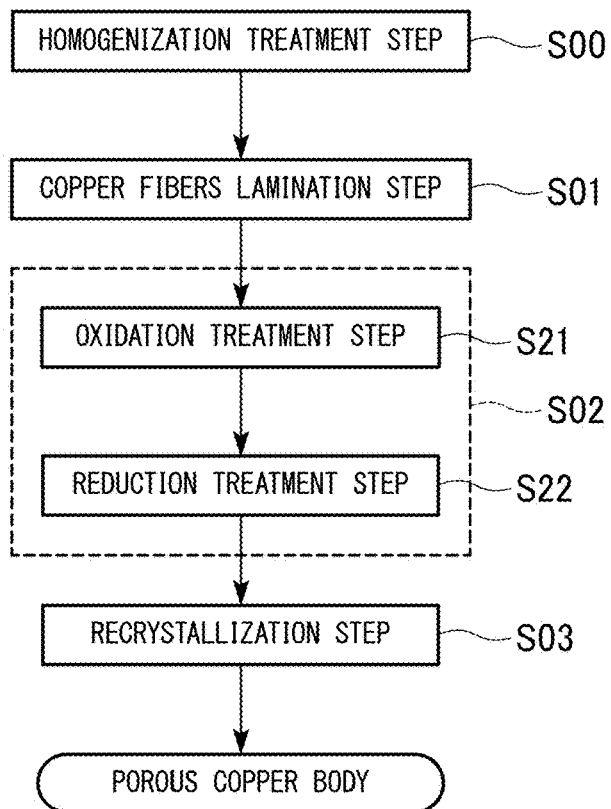 HOMOGENIZATION TREATMENT STEP S00
COPPER FIBERS LAMINATION STEP S01
OXIDATION TREATMENT STEP S21
S02
REDUCTION TREATMENT STEP S22
RECRYSTALLIZATION STEP S03
POROUS COPPER BODY